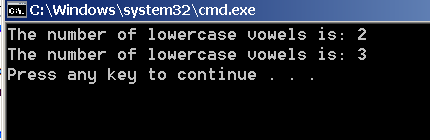 C:\Windows\system32\cmd.exe
The number of lowercase vowels is: 2
The number of lowercase vowels is: 3
Press any key to continue . . .